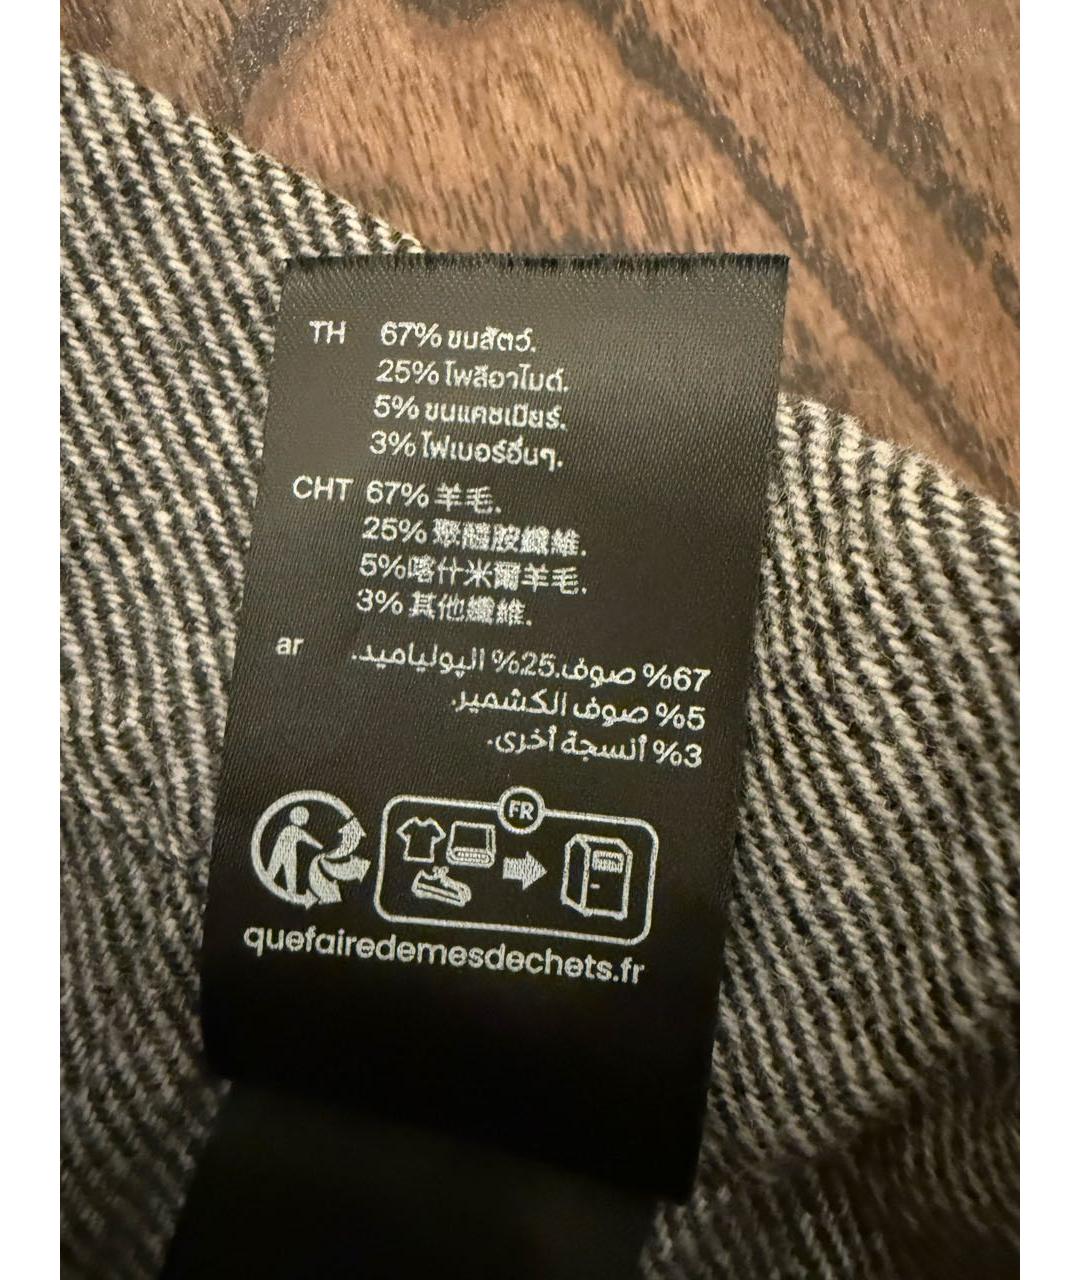 TH 67% ขนสัตว์.
25% โพลีอาไมด์.
5% ขนแคชเมียร์.
3% ไฟเบอร์อื่นๆ.
CHT 67% 羊毛.
25% 聚醯胺纖維.
5%喀什米爾羊毛.
3% 其他纖維.
ar 67% صوف.25% البولياميد.
5% صوف الكشمير.
3% أنسجة أخرى.
FR
quefairedemesdechets.fr